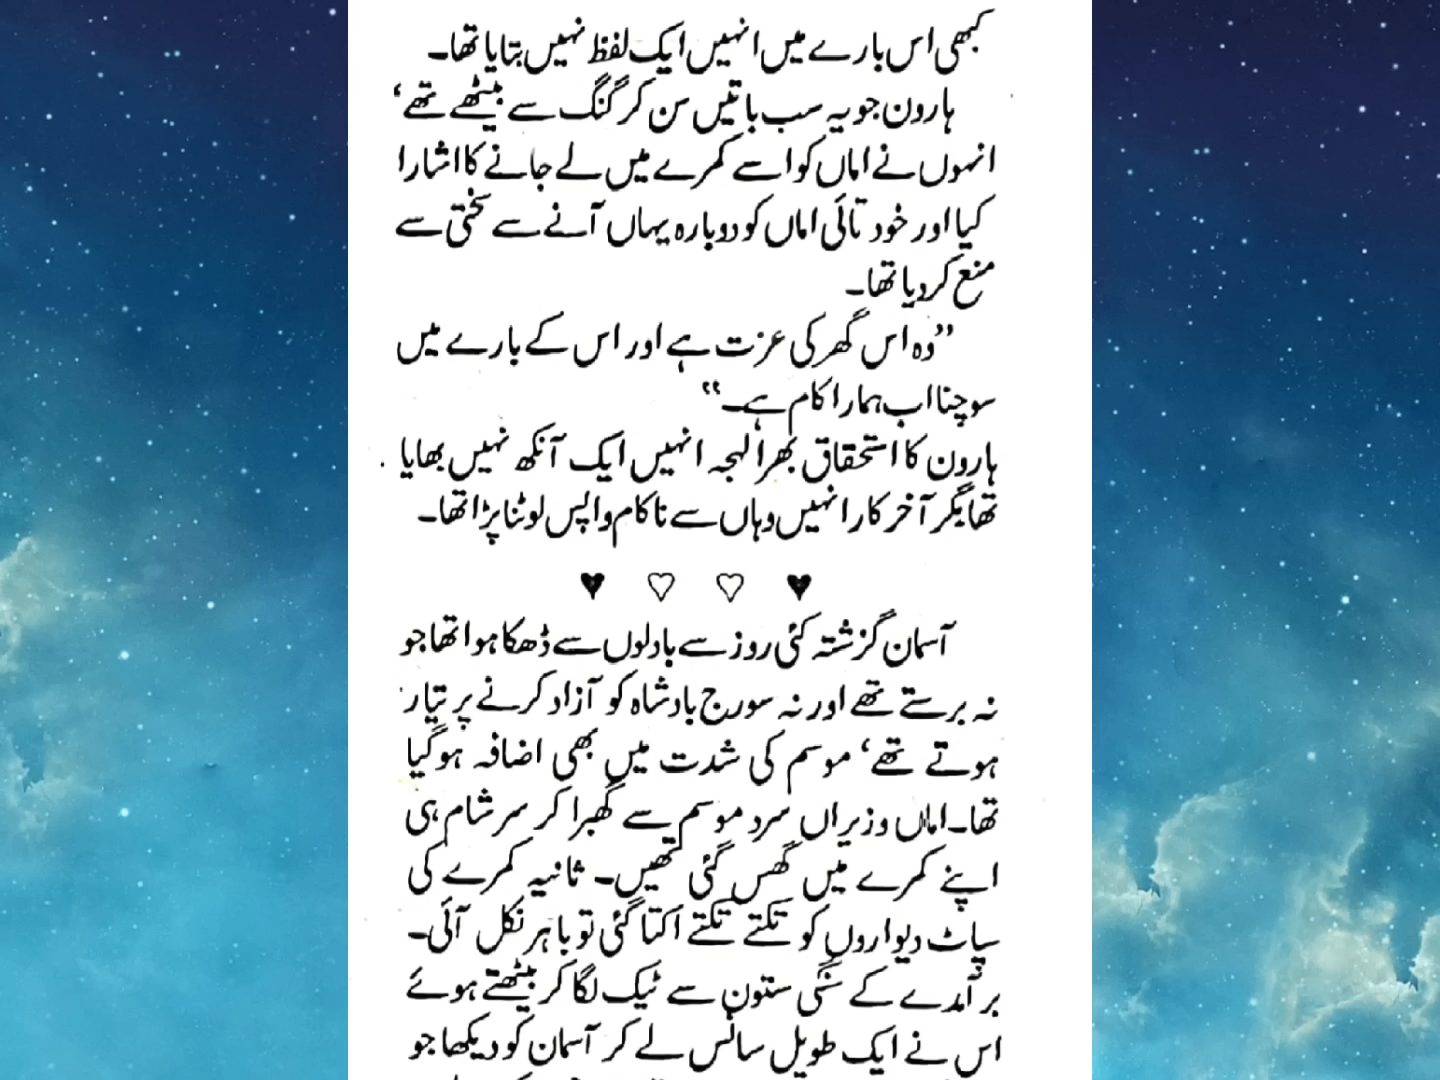 کبھی اس بارے میں انہیں ایک لفظ نہیں بتایا تھا۔
ہارون جو یہ سب باتیں سن کر گنگ سے بیٹھے تھے‘
انہوں نے اماں کو اسے کمرے میں لے جانے کا اشارا
کیا اور خود تائی اماں کو دوبارہ یہاں آنے سے سختی سے
منع کردیا تھا۔
”وہ اس گھر کی عزت ہے اور اس کے بارے میں
سوچنا اب ہمارا کام ہے۔“
ہارون کا استحقاق بھرا لہجہ انہیں ایک آنکھ نہیں بھایا
تھا مگر آخر کار انہیں وہاں سے ناکام واپس لوٹنا پڑا تھا۔
♥ ♡ ♡ ♥
آسمان گزشتہ کئی روز سے بادلوں سے ڈھکا ہوا تھا جو
نہ برستے تھے اور نہ سورج بادشاہ کو آزاد کرنے پر تیار
ہوتے تھے‘ موسم کی شدت میں بھی اضافہ ہوگیا
تھا۔ اماں وزیراں سرد موسم سے گھبرا کر سر شام ہی
اپنے کمرے میں گھس گئی تھیں۔ ثانیہ کمرے کی
سپاٹ دیواروں کو تکتے تکتے اکتا گئی تو باہر نکل آئی۔
برآمدے کے سنگی ستون سے ٹیک لگا کر بیٹھتے ہوئے
اس نے ایک طویل سانس لے کر آسمان کو دیکھا جو